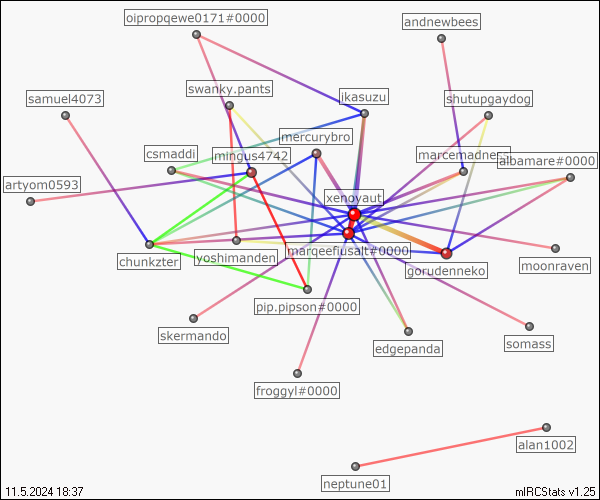 oipropqewe0171#0000
andnewbees
swanky.pants
samuel4073
ikasuzu
shutupgaydog
mercurybro
csmaddi
mingus4742
albamare#0000
artyom0593
xenoyaut
marqeefusalt#0000
chunkzter
yoshimanden
gorudenneko
moonraven
pip.pipson#0000
skermando
edgepanda
somass
froggyl#0000
alan1002
neptune01
11.5.2024 18:37
mIRCStats v1.25